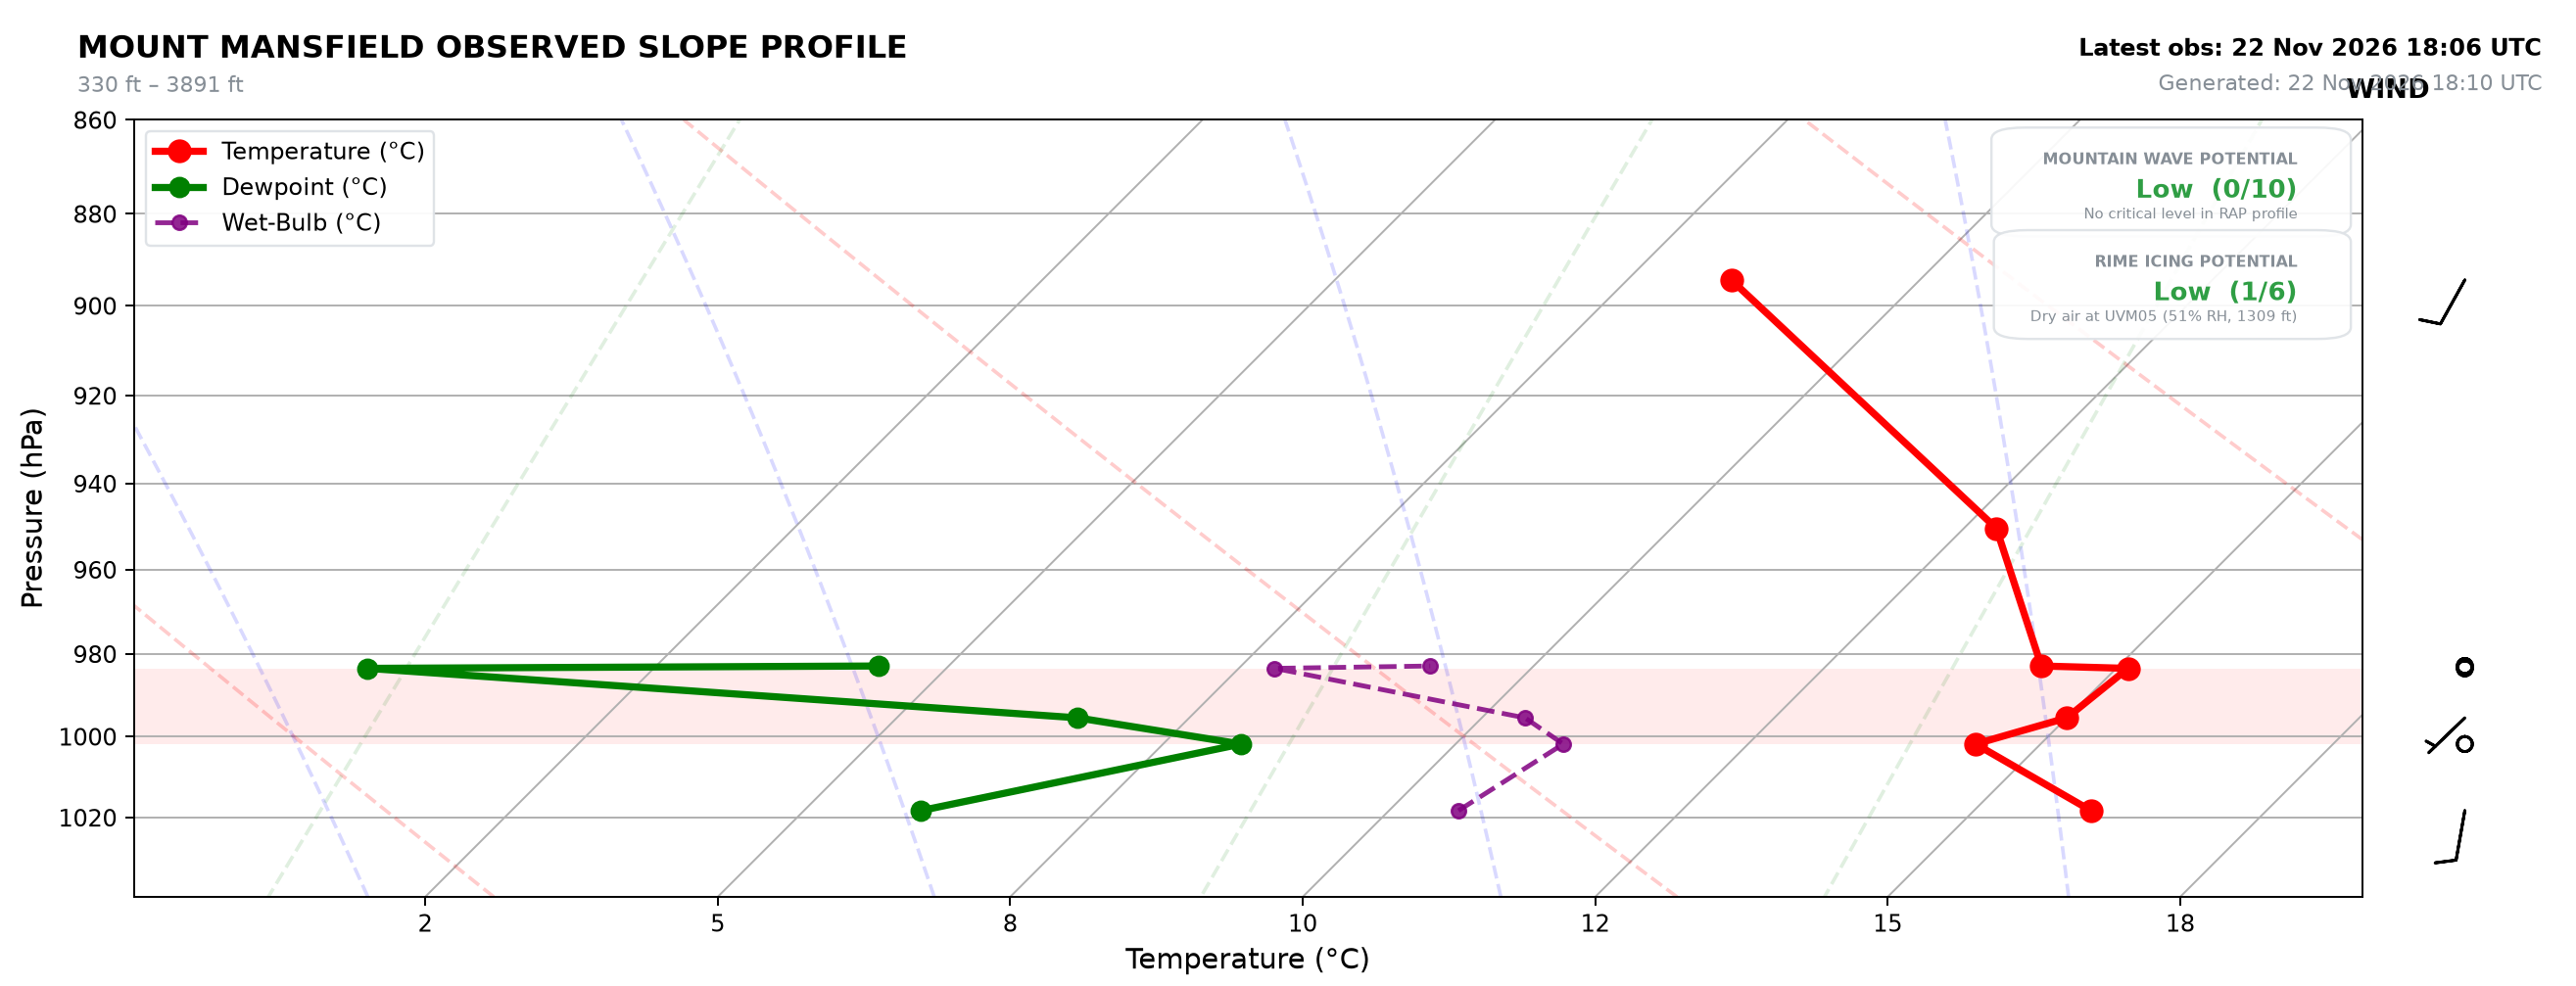 MOUNT MANSFIELD OBSERVED SLOPE PROFILE
330 ft – 3891 ft
Latest obs: 22 Nov 2026 18:06 UTC
Generated: 22 Nov 2026 18:10 UTC
WIND
Temperature (°C)
Dewpoint (°C)
Wet-Bulb (°C)
MOUNTAIN WAVE POTENTIAL
Low (0/10)
No critical level in RAP profile
RIME ICING POTENTIAL
Low (1/6)
Dry air at UVM05 (51% RH, 1309 ft)
Pressure (hPa)
860
880
900
920
940
960
980
1000
1020
2 5 8 10 12 15 18
Temperature (°C)